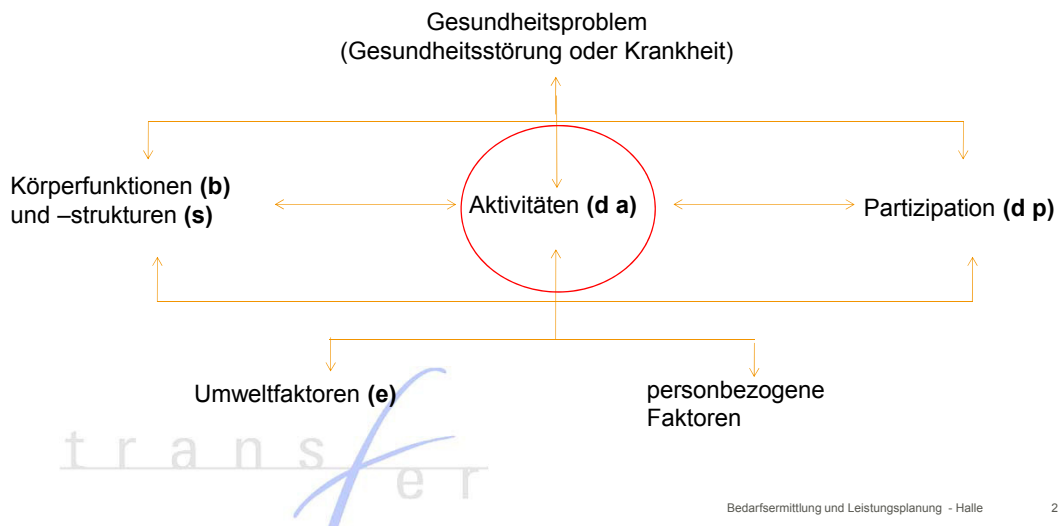 Gesundheitsproblem
(Gesundheitsstörung oder Krankheit)
Körperfunktionen (b)
und –strukturen (s)
Aktivitäten (d a)
Partizipation (d p)
Umweltfaktoren (e)
personbezogene
Faktoren
transfer
Bedarfsermittlung und Leistungsplanung - Halle 2